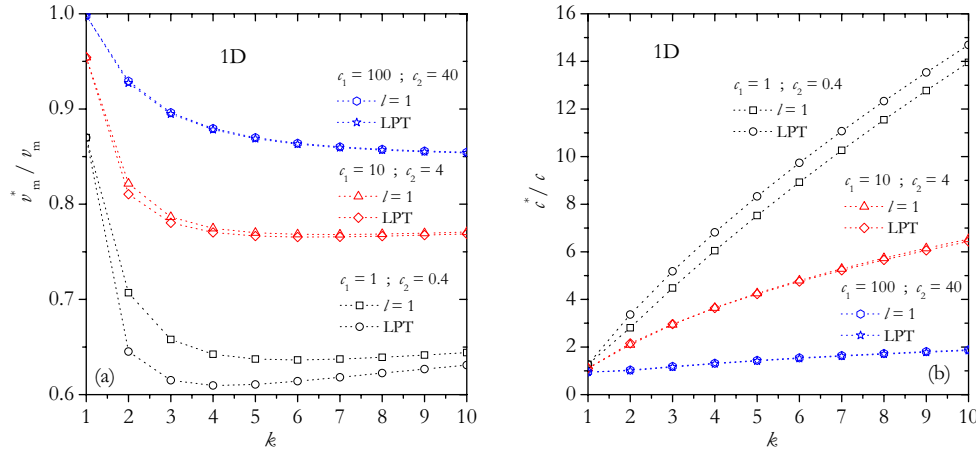 1D
c₁ = 100 ; c₂ = 40
l = 1
LPT
c₁ = 10 ; c₂ = 4
l = 1
LPT
c₁ = 1 ; c₂ = 0.4
l = 1
LPT
(a)
1.0
0.9
0.8
0.7
0.6
v*ₘ / vₘ
1 2 3 4 5 6 7 8 9 10
k
1D
c₁ = 1 ; c₂ = 0.4
l = 1
LPT
c₁ = 10 ; c₂ = 4
l = 1
LPT
c₁ = 100 ; c₂ = 40
l = 1
LPT
(b)
16
14
12
10
8
6
4
2
0
c* / c
1 2 3 4 5 6 7 8 9 10
k